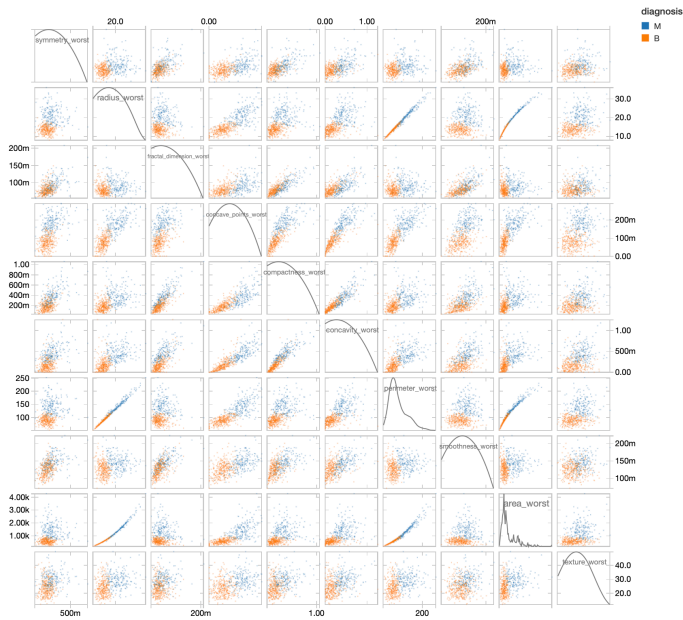 diagnosis
M
B
20.0
0.00
0.00
1.00
200m
symmetry_worst
radius_worst
30.0
20.0
10.0
200m
150m
100m
fractal_dimension_worst
concave_points_worst
200m
100m
0.00
1.00
800m
600m
400m
200m
compactness_worst
concavity_worst
1.00
500m
0.00
250
200
150
100
50
perimeter_worst
smoothness_worst
200m
150m
100m
4.00k
3.00k
2.00k
1.00k
area_worst
texture_worst
40.0
30.0
20.0
500m
200m
1.00
200